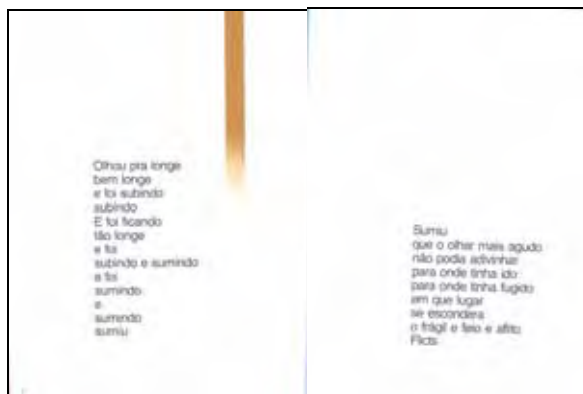 Olhou pra longe
bem longe
e foi subindo
subindo
E foi ficando
tão longe
e foi
subindo e sumindo
e foi
sumindo
e
sumindo
sumiu
Sumiu
que o olhar mais agudo
não podia adivinhar
para onde tinha ido
para onde tinha fugido
em que lugar
se escondera
o frágil e feio e aflito
Flicts